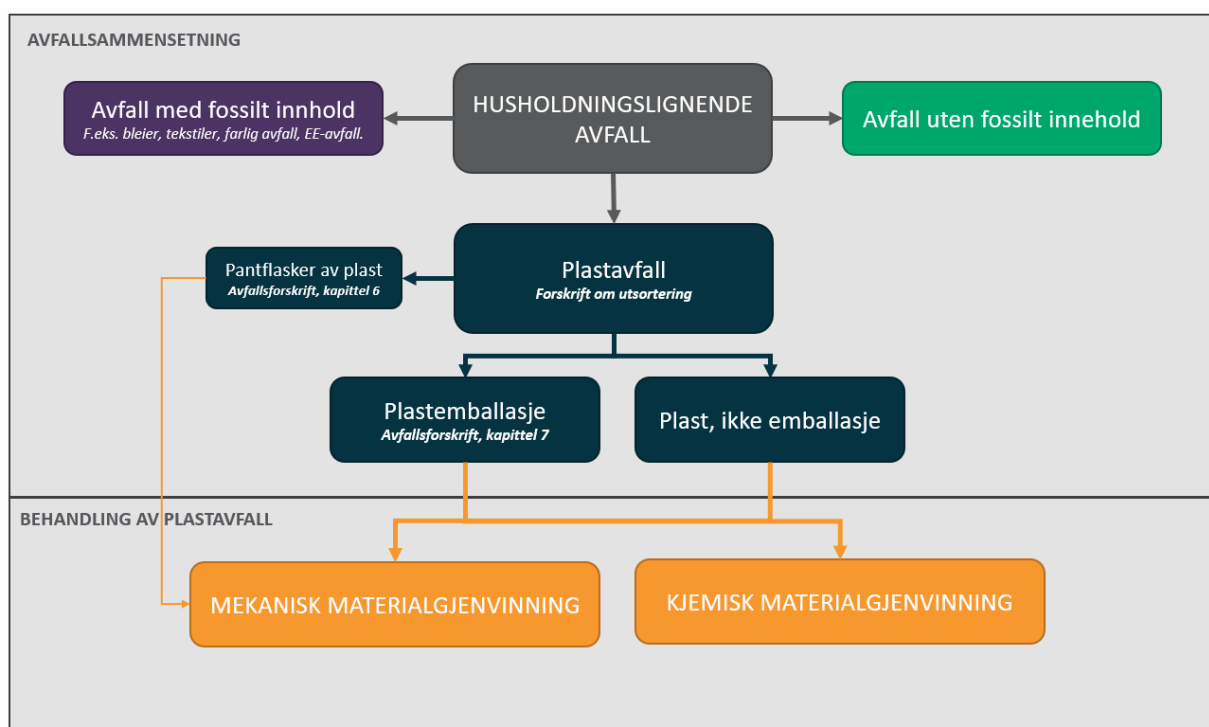 AVFALLSAMMENSETNING
Avfall med fossilt innhold
F.eks. bleier, tekstiler, farlig avfall, EE-avfall.
HUSHOLDNINGSLIGNENDE
AVFALL
Avfall uten fossilt innehold
Pantflasker av plast
Avfallsforskrift, kapittel 6
Plastavfall
Forskrift om utsortering
Plastemballasje
Avfallsforskrift, kapittel 7
Plast, ikke emballasje
BEHANDLING AV PLASTAVFALL
MEKANISK MATERIALGJENVINNING
KJEMISK MATERIALGJENVINNING